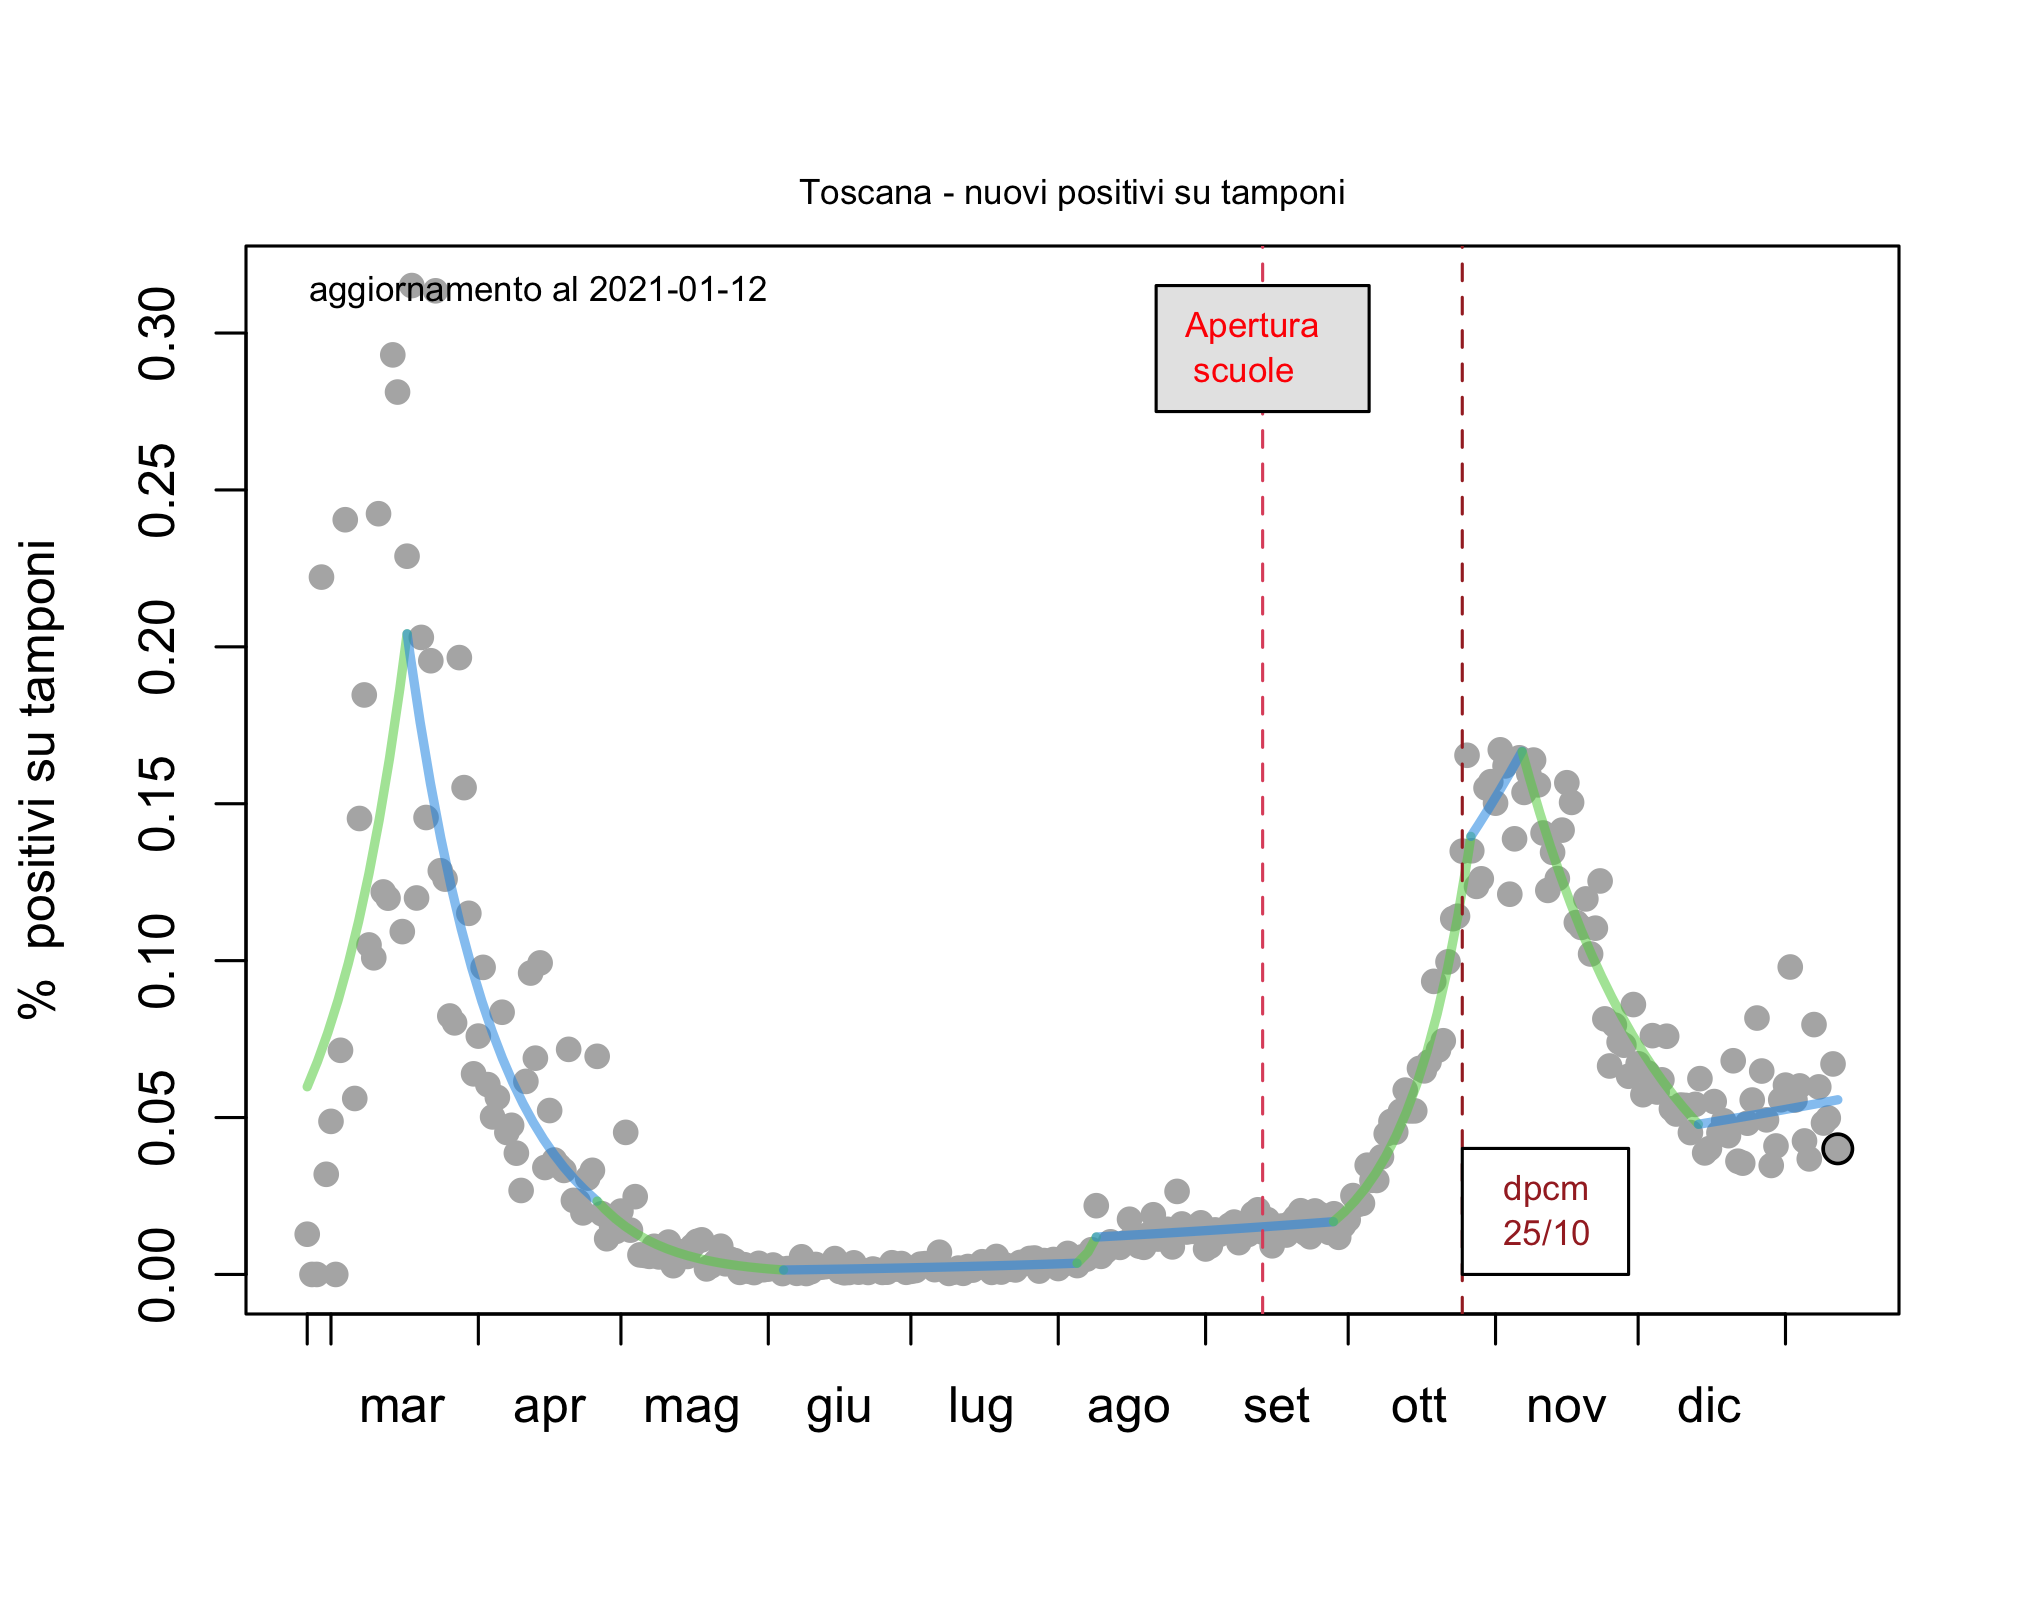 Toscana - nuovi positivi su tamponi
aggiornamento al 2021-01-12
Apertura
scuole
% positivi su tamponi
0.30
0.25
0.20
0.15
0.10
0.05
0.00
dpcm
25/10
mar apr mag giu lug ago set ott nov dic